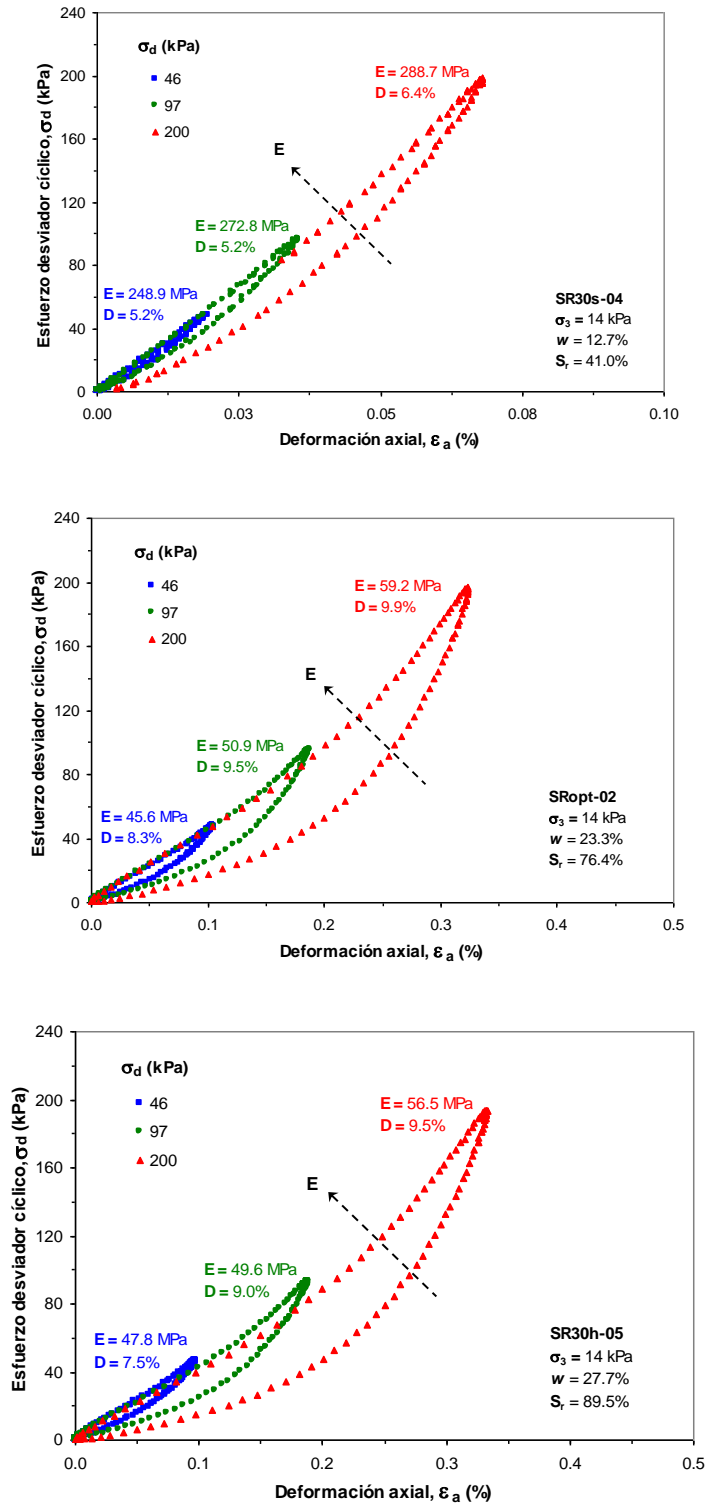 Esfuerzo desviador cíclico,σd (kPa)
240
200
160
120
80
40
0
σd (kPa)
46
97
200
E = 288.7 MPa
D = 6.4%
E
E = 272.8 MPa
D = 5.2%
E = 248.9 MPa
D = 5.2%
SR30s-04
σ3 = 14 kPa
w = 12.7%
Sr = 41.0%
0.00 0.03 0.05 0.08 0.10
Deformación axial, εa (%)
Esfuerzo desviador cíclico,σd (kPa)
240
200
160
120
80
40
0
σd (kPa)
46
97
200
E = 59.2 MPa
D = 9.9%
E
E = 50.9 MPa
D = 9.5%
E = 45.6 MPa
D = 8.3%
SRopt-02
σ3 = 14 kPa
w = 23.3%
Sr = 76.4%
0.0 0.1 0.2 0.3 0.4 0.5
Deformación axial, εa (%)
Esfuerzo desviador cíclico,σd (kPa)
240
200
160
120
80
40
0
σd (kPa)
46
97
200
E = 56.5 MPa
D = 9.5%
E
E = 49.6 MPa
D = 9.0%
E = 47.8 MPa
D = 7.5%
SR30h-05
σ3 = 14 kPa
w = 27.7%
Sr = 89.5%
0.0 0.1 0.2 0.3 0.4 0.5
Deformación axial, εa (%)